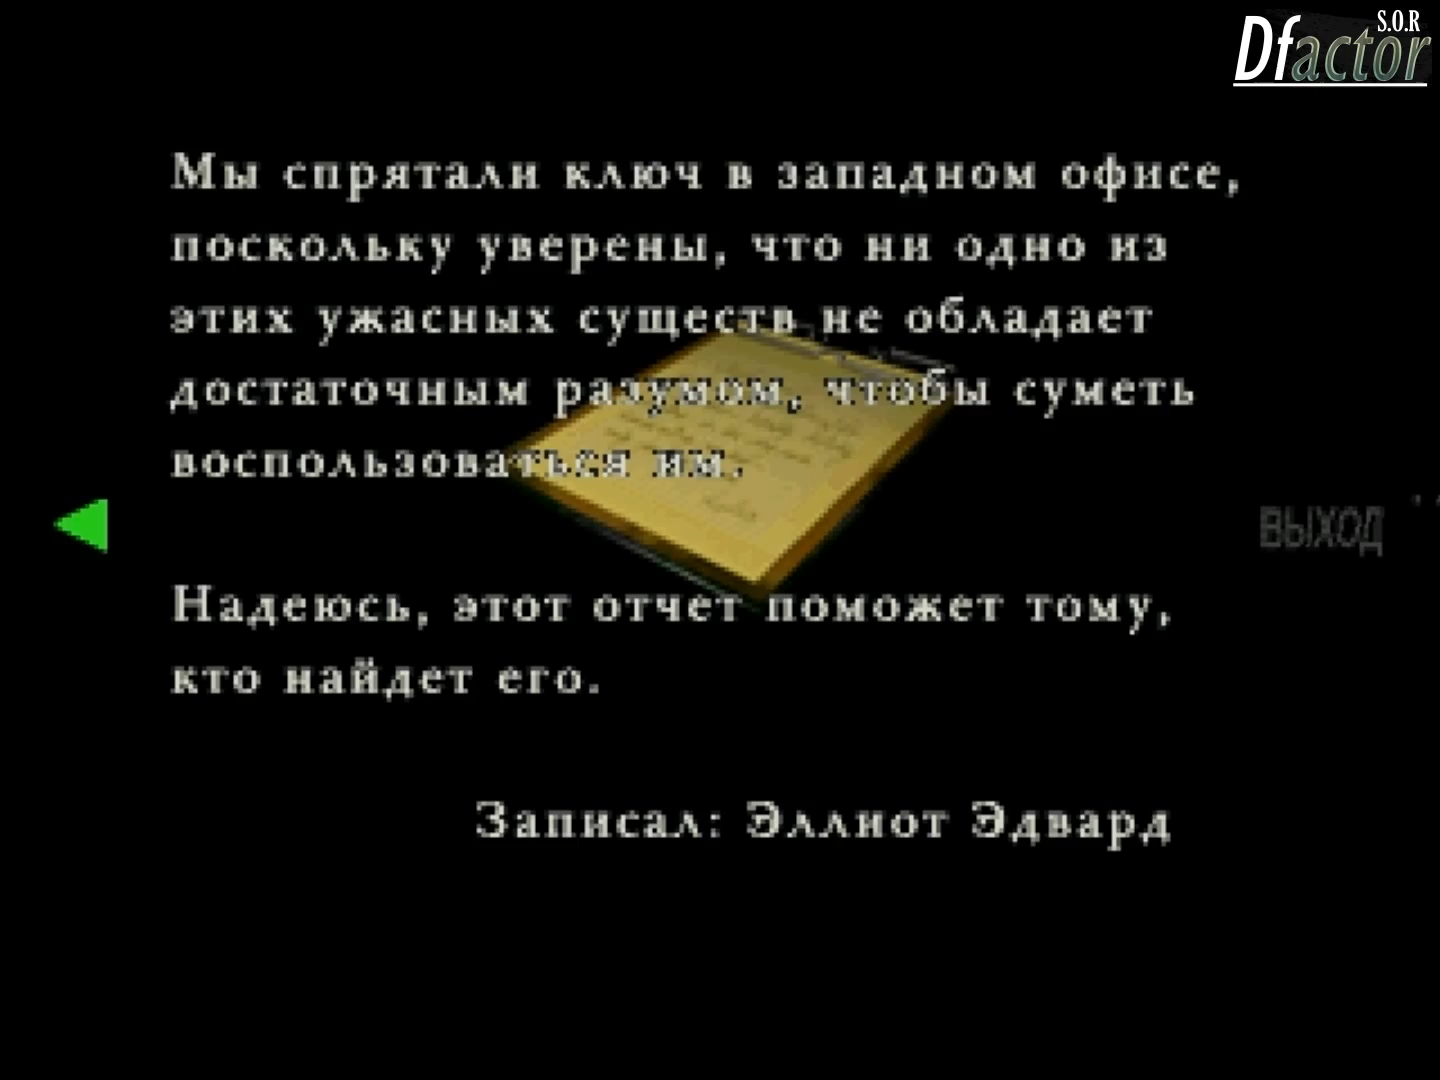 S.O.R
Dfactor
Мы спрятали ключ в западном офисе,
поскольку уверены, что ни одно из
этих ужасных существ не обладает
достаточным разумом, чтобы суметь
воспользоваться им.
ВЫХОД
Надеюсь, этот отчет поможет тому,
кто найдет его.
Записал: Эллиот Эдвард